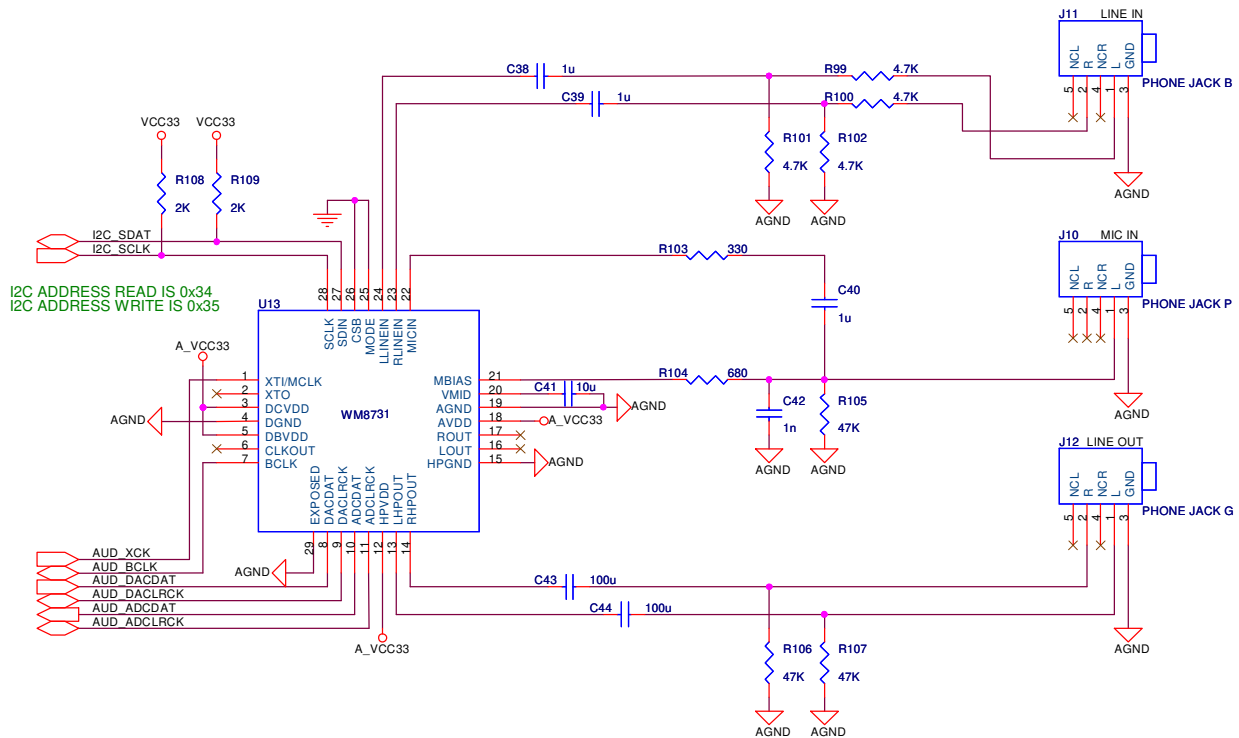 J11 LINE IN
NCL R NCR L GND
5 2 4 1 3
PHONE JACK B
C38 1u
R99 4.7K
C39 1u
R100 4.7K
R101
4.7K
R102
4.7K
AGND AGND
AGND
VCC33 VCC33
R108
2K
R109
2K
I2C_SDAT
I2C_SCLK
I2C ADDRESS READ IS 0x34
I2C ADDRESS WRITE IS 0x35
R103 330
C40
1u
J10 MIC IN
NCL R NCR L GND
5 2 4 1 3
PHONE JACK P
AGND
U13
28 27 26 25 24 23 22
SCLK SDIN CSB MODE LLINEIN RLINEIN MICIN
A_VCC33
1 XTI/MCLK
2 XTO
3 DCVDD
4 DGND
5 DBVDD
6 CLKOUT
7 BCLK
AGND
WM8731
MBIAS 21
VMID 20
AGND 19
AVDD 18
ROUT 17
LOUT 16
HPGND 15
R104 680
C41 10u
AGND
A_VCC33
AGND
C42
1n
R105
47K
AGND AGND
J12 LINE OUT
NCL R NCR L GND
5 2 4 1 3
PHONE JACK G
AGND
EXPOSED DACDAT DACLRCK ADCDAT ADCLRCK HPVDD LHPOUT RHPOUT
29 8 9 10 11 12 13 14
AGND
A_VCC33
AUD_XCK
AUD_BCLK
AUD_DACDAT
AUD_DACLRCK
AUD_ADCDAT
AUD_ADCLRCK
C43 100u
C44 100u
R106
47K
R107
47K
AGND AGND